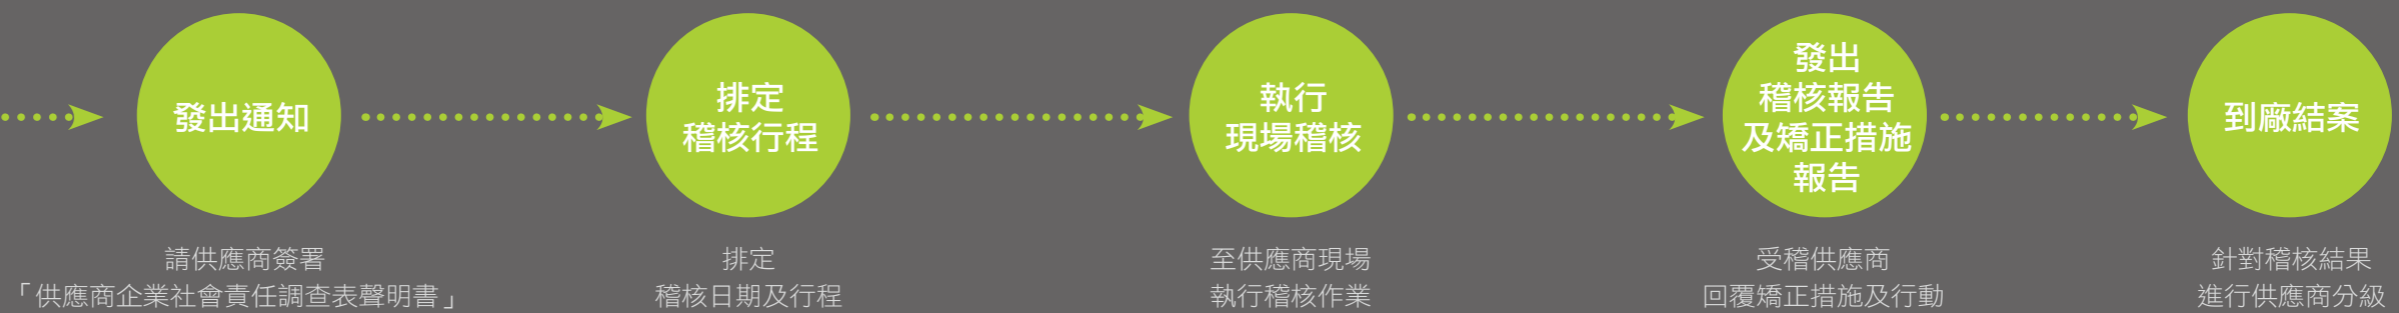 發出通知
請供應商簽署
「供應商企業社會責任調查表聲明書」
排定
稽核行程
排定
稽核日期及行程
執行
現場稽核
至供應商現場
執行稽核作業
發出
稽核報告
及矯正措施
報告
受稽供應商
回覆矯正措施及行動
到廠結案
針對稽核結果
進行供應商分級